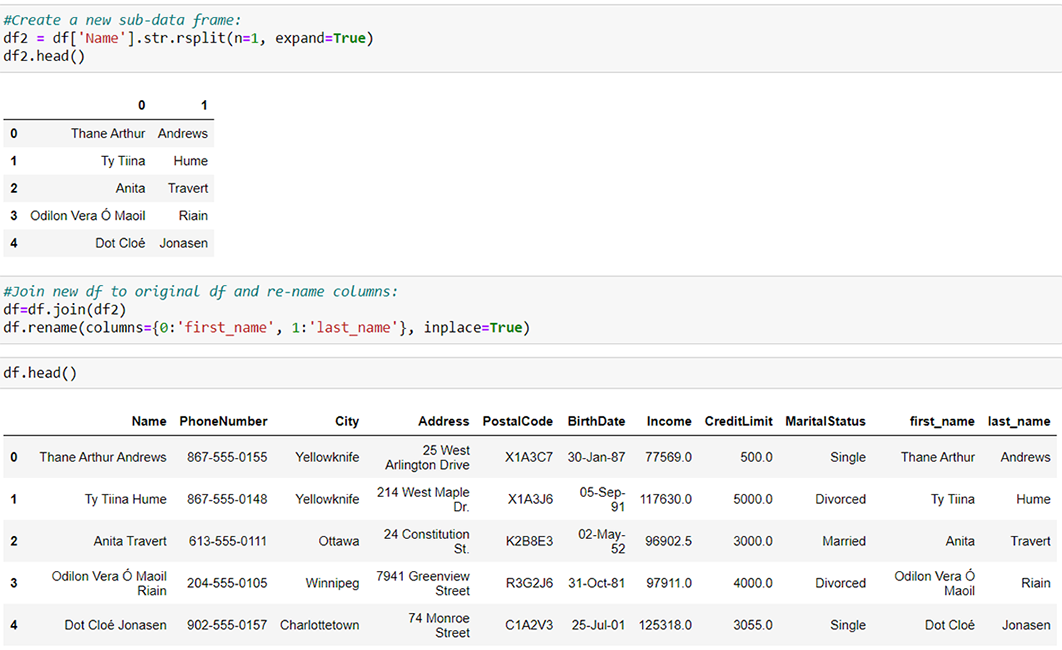 #Create a new sub-data frame:
df2 = df['Name'].str.rsplit(n=1, expand=True)
df2.head()
0 1
0 Thane Arthur Andrews
1 Ty Tiina Hume
2 Anita Travert
3 Odilon Vera Ó Maoil Riain
4 Dot Cloé Jonasen
#Join new df to original df and re-name columns:
df=df.join(df2)
df.rename(columns={0:'first_name', 1:'last_name'}, inplace=True)
df.head()
Name PhoneNumber City Address PostalCode BirthDate Income CreditLimit MaritalStatus first_name last_name
0 Thane Arthur Andrews 867-555-0155 Yellowknife 25 West
Arlington Drive X1A3C7 30-Jan-87 77569.0 500.0 Single Thane Arthur Andrews
1 Ty Tiina Hume 867-555-0148 Yellowknife 214 West Maple
Dr. X1A3J6 05-Sep-
91 117630.0 5000.0 Divorced Ty Tiina Hume
2 Anita Travert 613-555-0111 Ottawa 24 Constitution
St. K2B8E3 02-May-
52 96902.5 3000.0 Married Anita Travert
3 Odilon Vera Ó Maoil
Riain 204-555-0105 Winnipeg 7941 Greenview
Street R3G2J6 31-Oct-81 97911.0 4000.0 Divorced Odilon Vera Ó
Maoil Riain
4 Dot Cloé Jonasen 902-555-0157 Charlottetown 74 Monroe
Street C1A2V3 25-Jul-01 125318.0 3055.0 Single Dot Cloé Jonasen